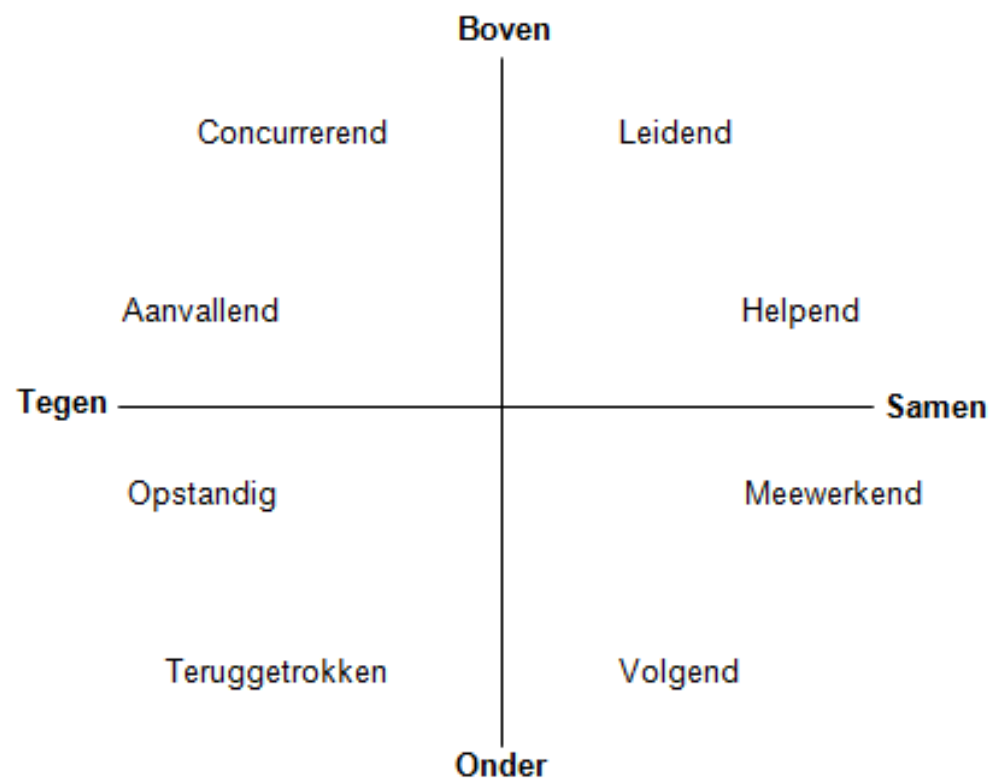 Boven
Concurrerend Leidend
Aanvallend Helpend
Tegen Samen
Opstandig Meewerkend
Teruggetrokken Volgend
Onder